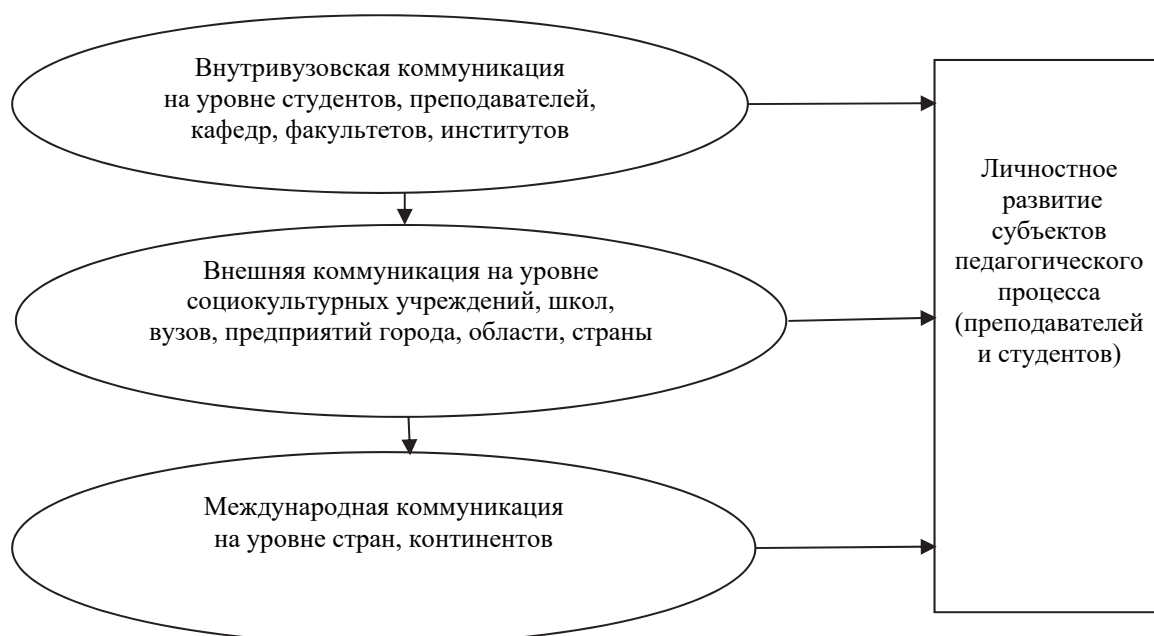 Внутривузовская коммуникация
на уровне студентов, преподавателей,
кафедр, факультетов, институтов
Внешняя коммуникация на уровне
социокультурных учреждений, школ,
вузов, предприятий города, области, страны
Международная коммуникация
на уровне стран, континентов
Личностное
развитие
субъектов
педагогического
процесса
(преподавателей
и студентов)